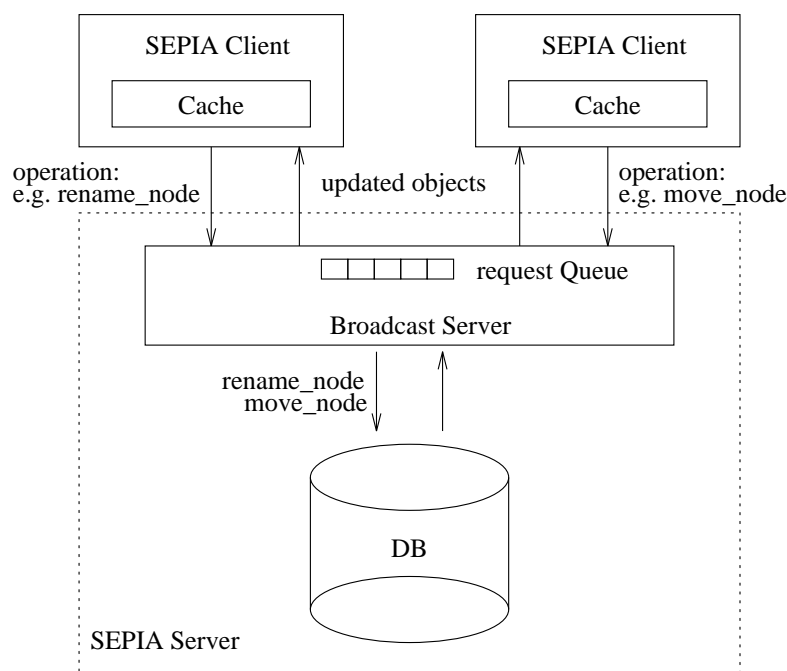 SEPIA Client
Cache
SEPIA Client
Cache
operation:
e.g. rename_node
updated objects
operation:
e.g. move_node
request Queue
Broadcast Server
rename_node
move_node
DB
SEPIA Server